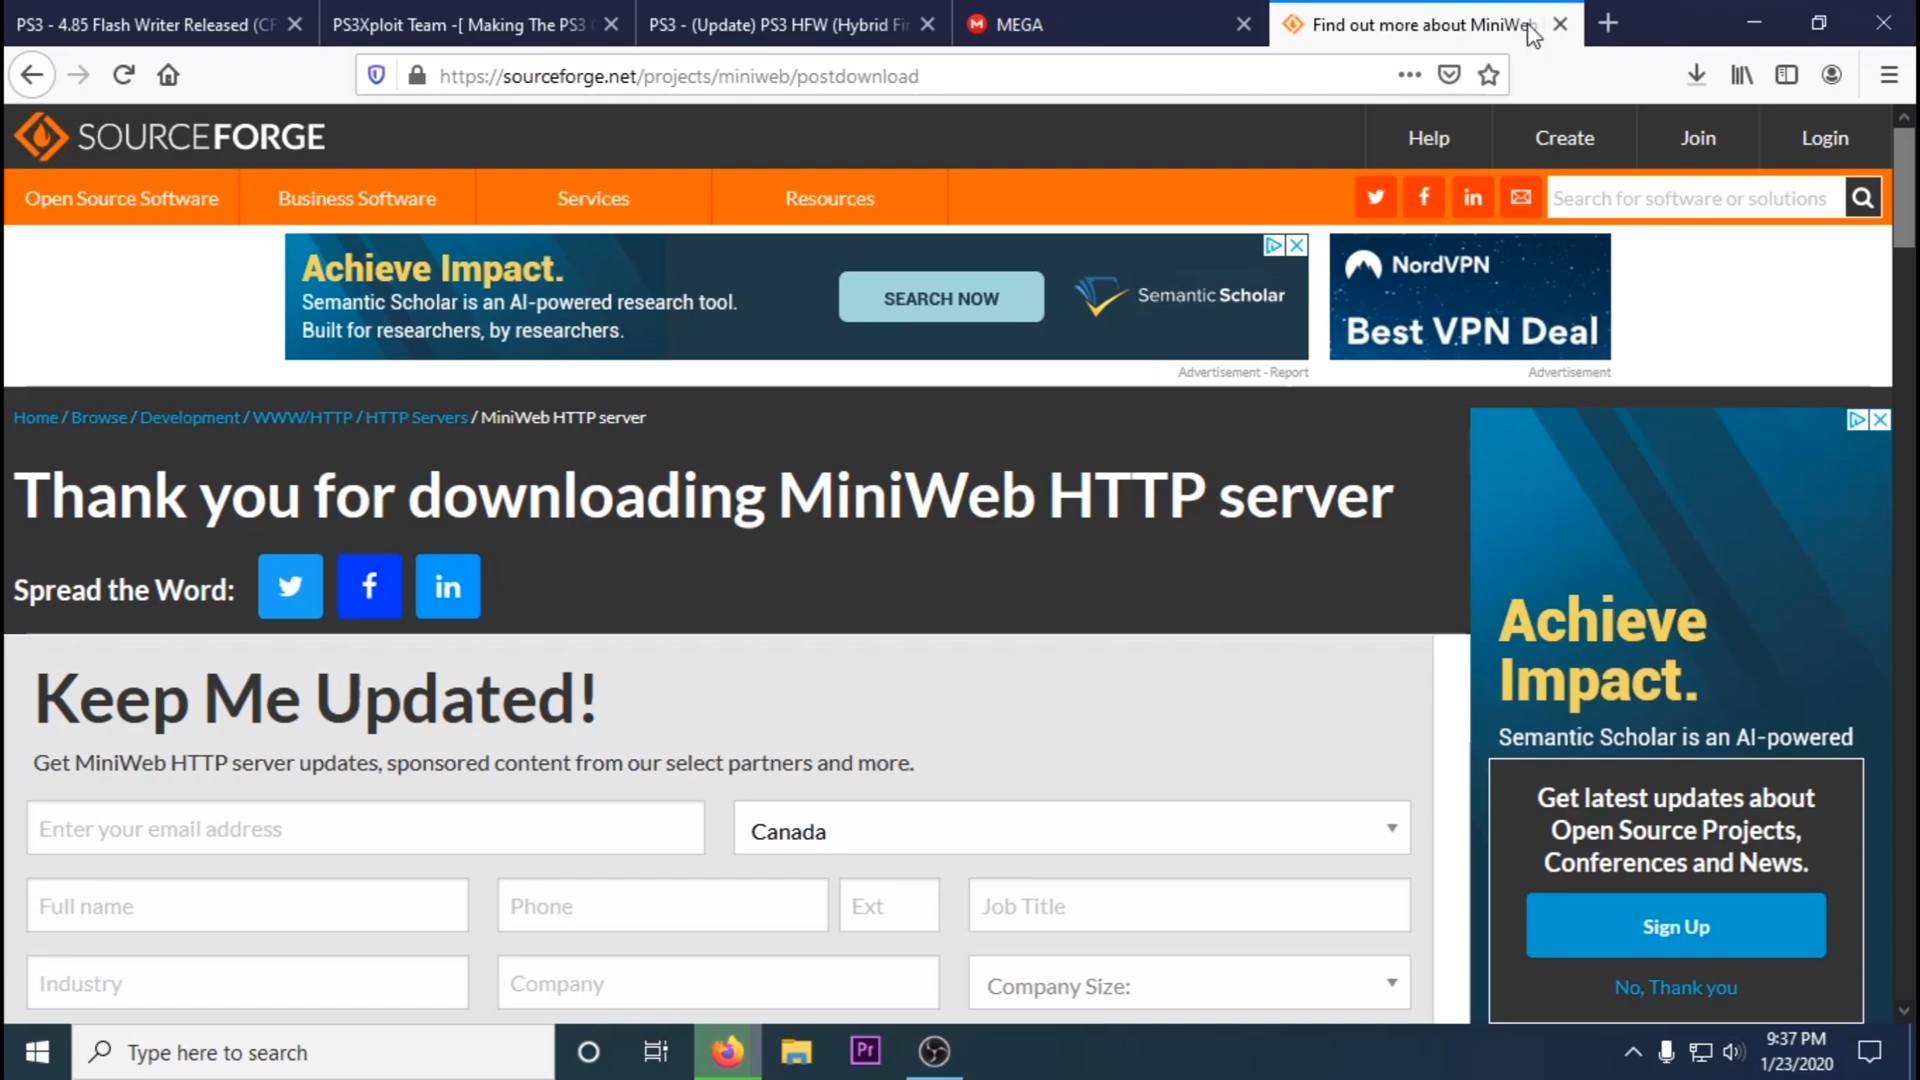 PS3 - 4.85 Flash Writer Released (CF
PS3Xploit Team -[ Making The PS3
PS3 - (Update) PS3 HFW (Hybrid Fi
MEGA
Find out more about MiniWe
https://sourceforge.net/projects/miniweb/postdownload
SOURCEFORGE
Help
Create
Join
Login
Open Source Software
Business Software
Services
Resources
Search for software or solutions
Achieve Impact.
Semantic Scholar is an AI-powered research tool.
Built for researchers, by researchers.
SEARCH NOW
Semantic Scholar
NordVPN
Best VPN Deal
Advertisement - Report
Advertisement
Home / Browse / Development / WWW/HTTP / HTTP Servers / MiniWeb HTTP server
Thank you for downloading MiniWeb HTTP server
Spread the Word:
Keep Me Updated!
Get MiniWeb HTTP server updates, sponsored content from our select partners and more.
Enter your email address
Canada
Full name
Phone
Ext
Job Title
Industry
Company
Company Size:
Achieve
Impact.
Semantic Scholar is an AI-powered
Get latest updates about
Open Source Projects,
Conferences and News.
Sign Up
No, Thank you
Type here to search
Pr
9:37 PM
1/23/2020